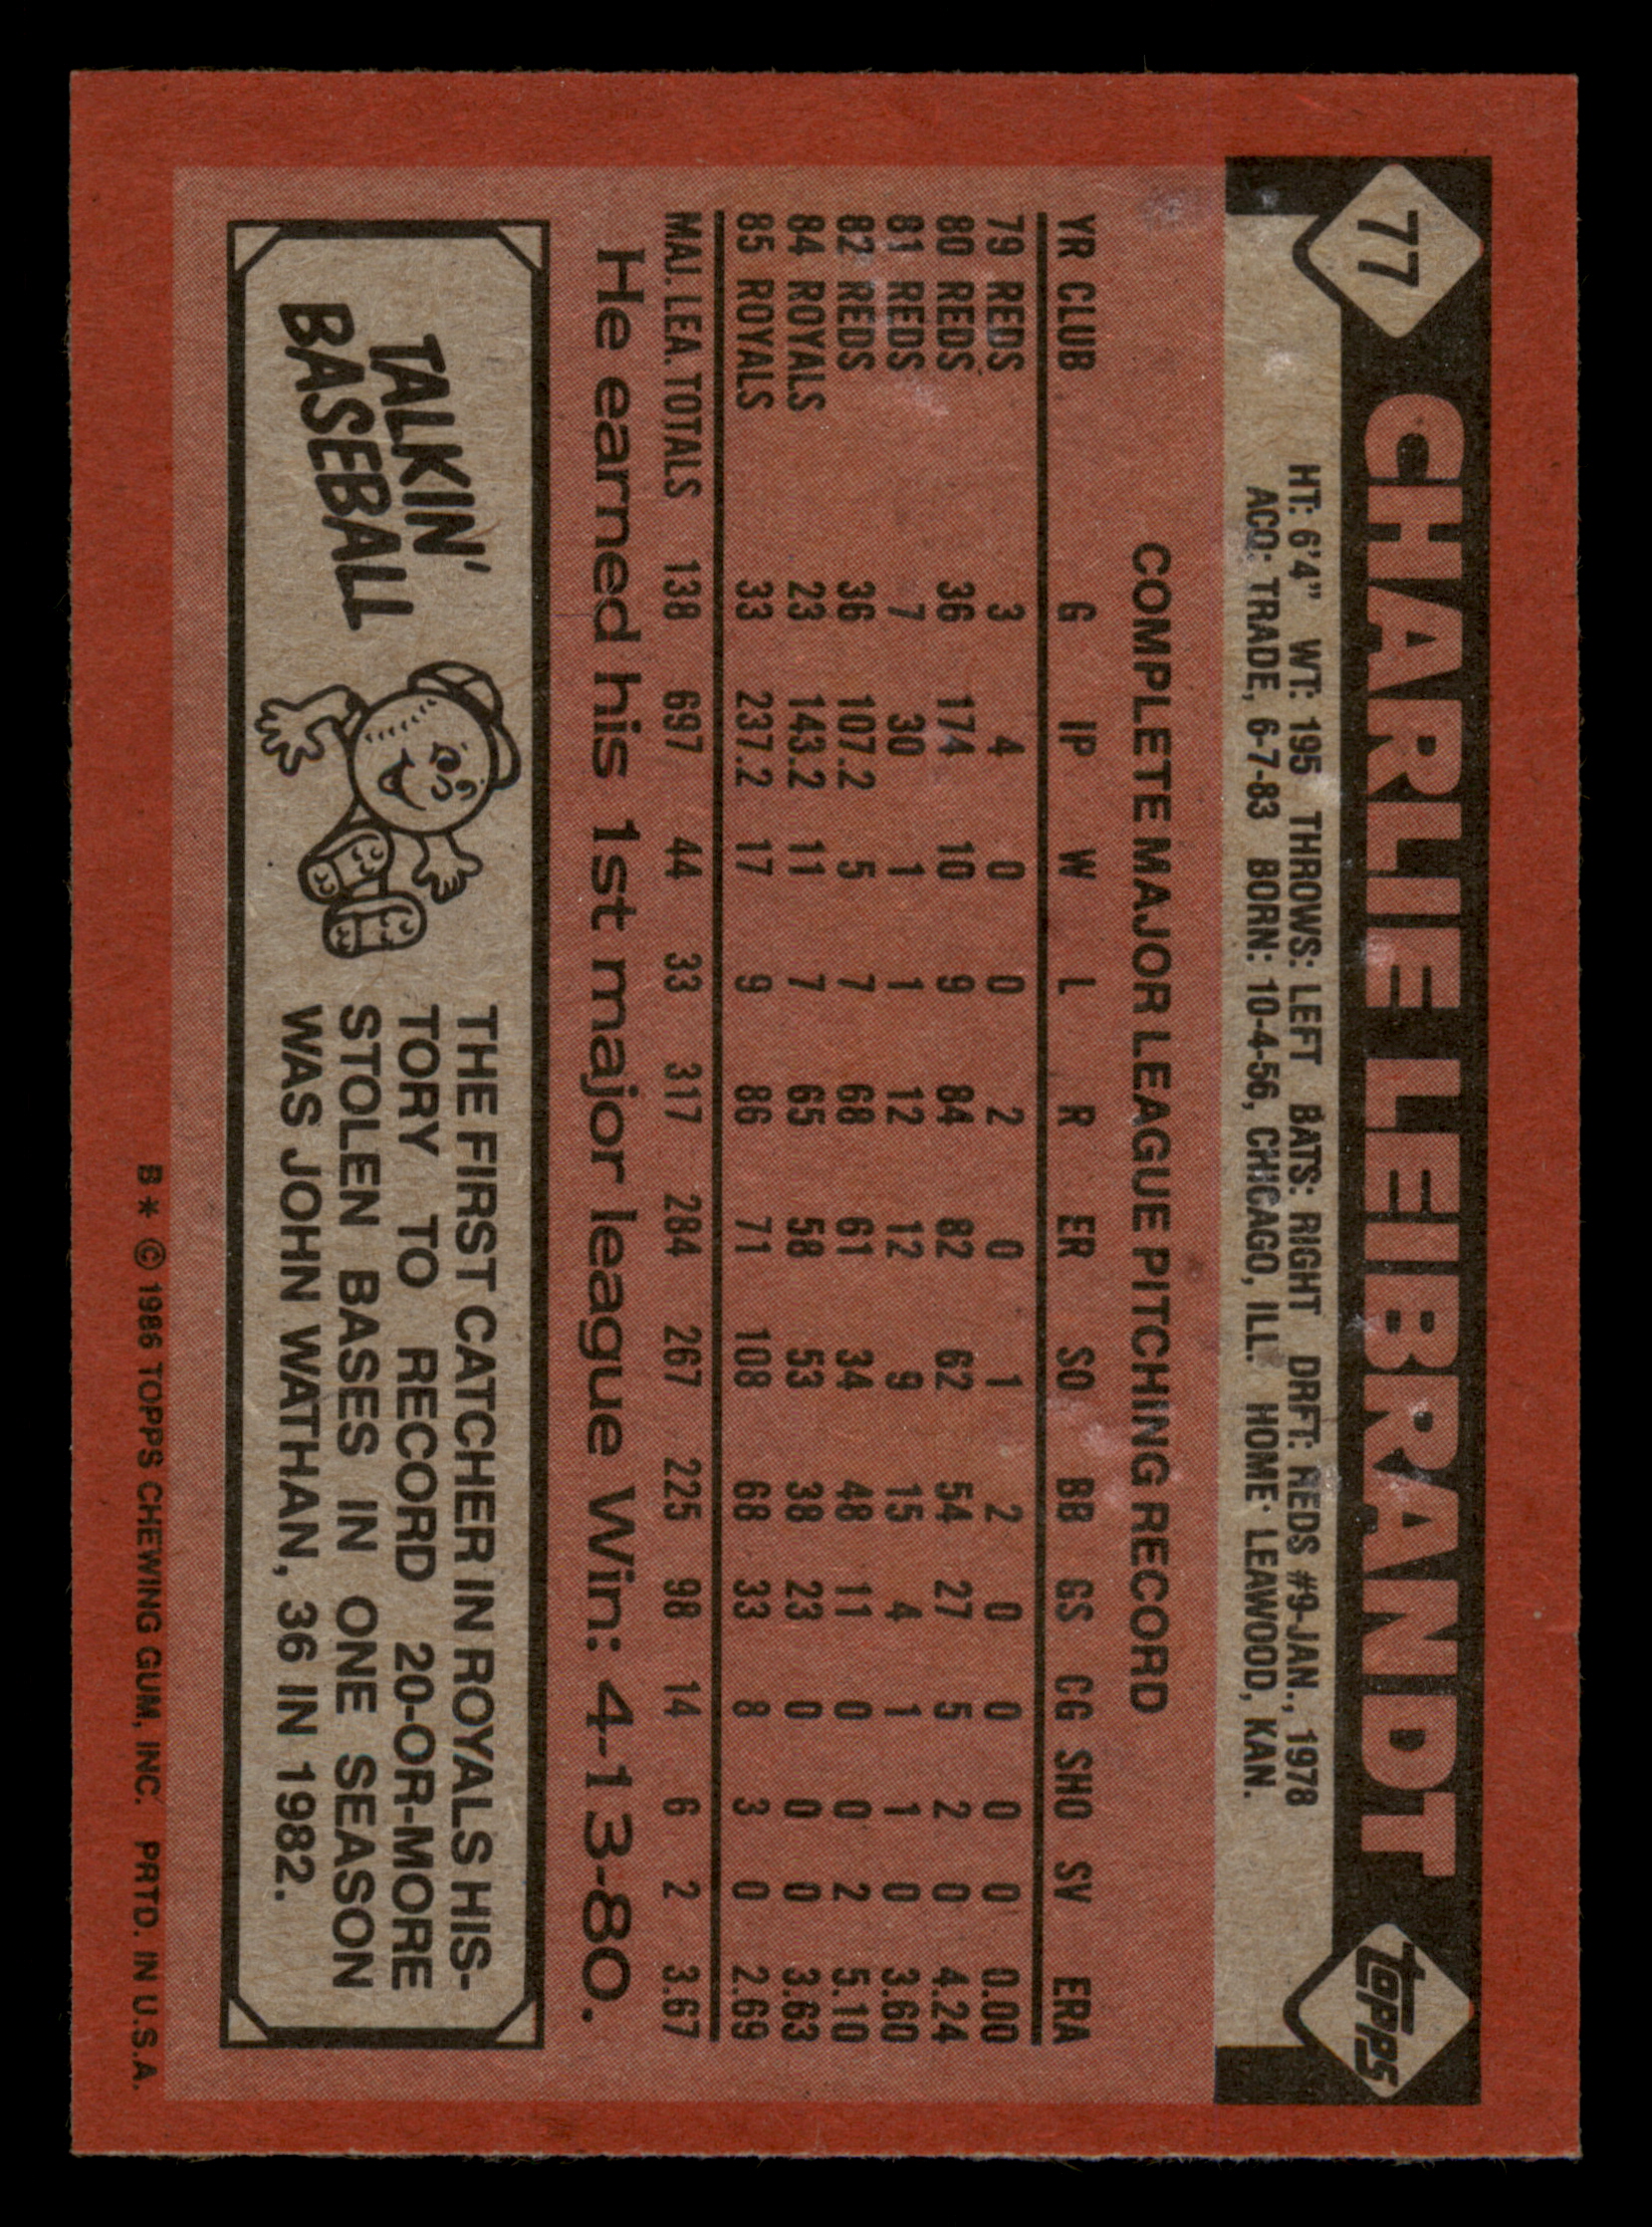 77 CHARLIE LEIBRANDT topps
HT: 6'4" WT: 195 THROWS: LEFT BATS: RIGHT DRFT: REDS #9-JAN., 1978
ACQ: TRADE, 6-7-83 BORN: 10-4-56, CHICAGO, ILL. HOME: LEAWOOD, KAN.
COMPLETE MAJOR LEAGUE PITCHING RECORD
YR CLUB G IP W L R ER SO BB GS CG SHO SV ERA
79 REDS 3 4 0 0 2 0 1 2 0 0 0 0 0.00
80 REDS 36 174 10 9 84 82 62 54 27 5 2 0 4.24
81 REDS 7 30 1 1 12 12 9 15 4 1 1 0 3.60
82 REDS 36 107.2 5 7 68 61 34 48 11 0 0 2 5.10
84 ROYALS 23 143.2 11 7 65 58 53 38 23 0 0 0 3.63
85 ROYALS 33 237.2 17 9 86 71 108 68 33 8 3 0 2.69
MAJ. LEA. TOTALS 138 697 44 33 317 284 267 225 98 14 6 2 3.67
He earned his 1st major league Win: 4-13-80.
TALKIN'
BASEBALL
THE FIRST CATCHER IN ROYALS HIS-
TORY TO RECORD 20-OR-MORE
STOLEN BASES IN ONE SEASON
WAS JOHN WATHAN, 36 IN 1982.
B* © 1986 TOPPS CHEWING GUM, INC. PRTD. IN U.S.A.